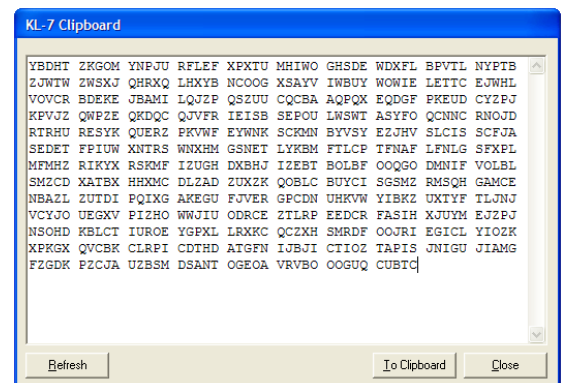 KL-7 Clipboard
YBDHT ZKGOM YNPJU RFLEF XPXTU MHIWO GHSDE WDXFL BPVTL NYPTB
ZJWTW ZWSXJ QHRXQ LHXYB NCOOG XSAYV IWBUY WOWIE LETTC EJWHL
VOVCR BDEKE JBAMI LQJZP QSZUU CQCBA AQPQX EQDGF PKEUD CYZPJ
KPVJZ QWPZE QKDQC QJVFR IEISB SEPOU LWSWT ASYFO QCNNC RNOJD
RTRHU RESYK QUERZ PKVWF EYWNK SCKMN BYVSY EZJHV SLCIS SCFJA
SEDET FPIUW XNTRS WNXHM GSNET LYKBM FTLCP TFNAF LFNLG SFXPL
MFMHZ RIKYX RSKMF IZUGH DXBHJ IZEBT BOLBF OOQGO DMNIF VOLBL
SMZCD XATBX HHXMC DLZAD ZUXZK QOBLC BUYCI SGSMZ RMSQH GAMCE
NBAZL ZUTDI PQIXG AKEGU FJVER GPCDN UHKVW YIBKZ UXTYF TLJNJ
VCYJO UEGXV PIZHO WWJIU ODRCE ZTLRP EEDCR FASIH XJUYM EJZPJ
NSOHD KBLCT IUROE YGPXL LRXKC QCZXH SMRDF OOJRI EGICL YIOZK
XPKGX QVCBK CLRPI CDTHD ATGFN IJBJI CTIOZ TAPIS JNIGU JIAMG
FZGDK PZCJA UZBSM DSANT OGEOA VRVBO OOGUQ CUBTC
Refresh To Clipboard Close